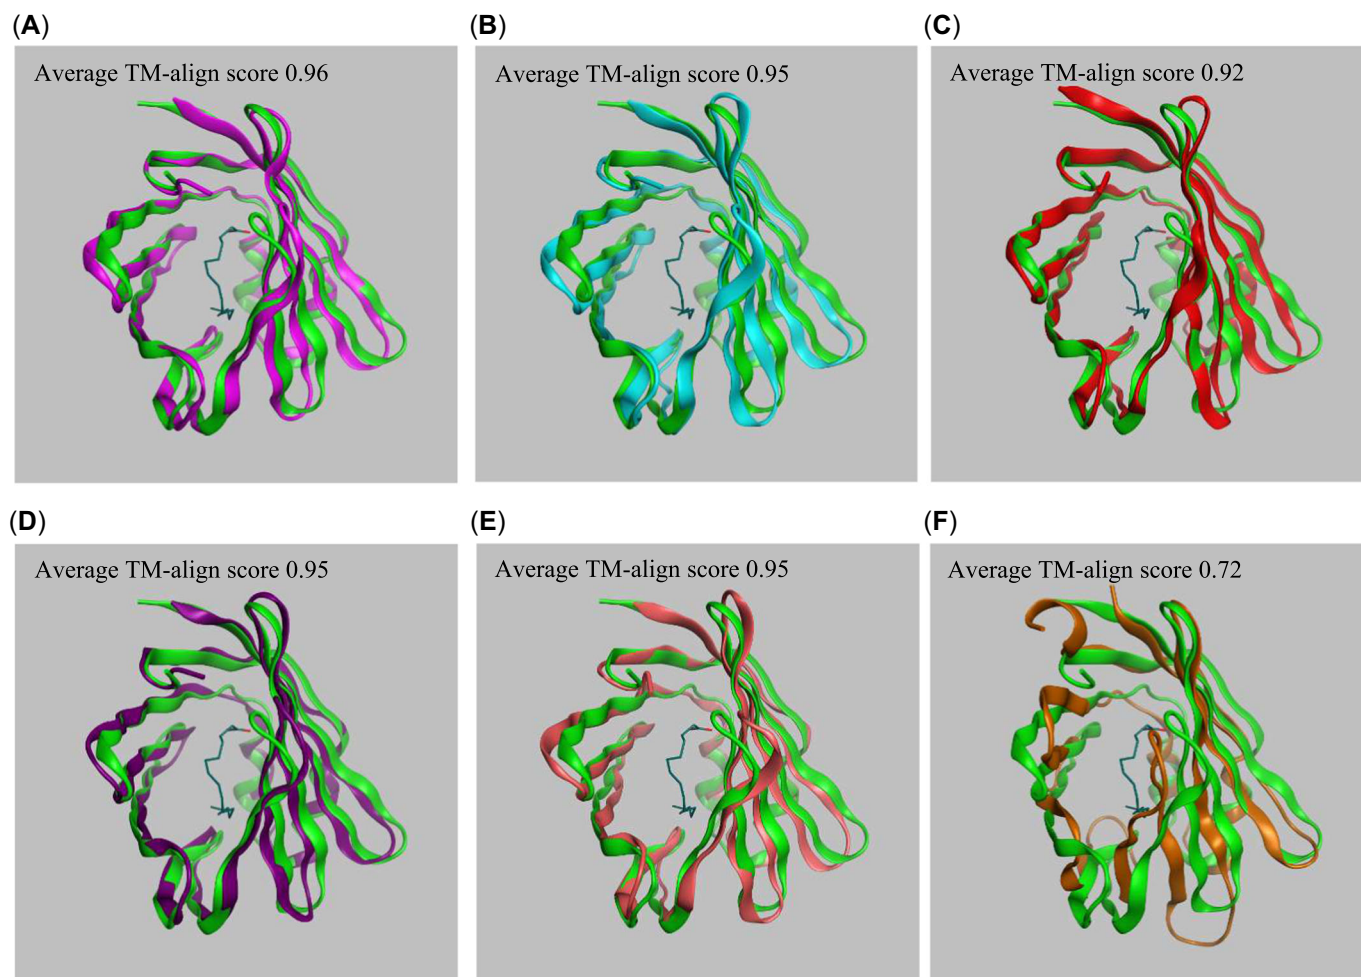 (A)
Average TM-align score 0.96
(B)
Average TM-align score 0.95
(C)
Average TM-align score 0.92
(D)
Average TM-align score 0.95
(E)
Average TM-align score 0.95
(F)
Average TM-align score 0.72